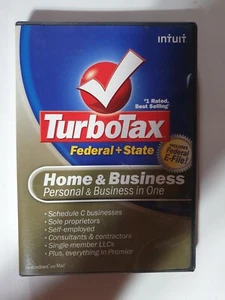 INTUIT
#1 Rated,
Best Selling
TurboTax
Federal + State
INCLUDES
Federal
E-File!
Home & Business
Personal & Business in One
• Schedule C businesses
• Sole proprietors
• Self-employed
• Consultants & contractors
• Single-member LLCs
• Plus, everything in Premier